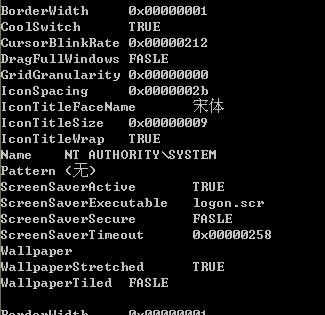 BorderWidth 0x00000001
CoolSwitch TRUE
CursorBlinkRate 0x00000212
DragFullWindows FASLE
GridGranularity 0x00000000
IconSpacing 0x0000002b
IconTitleFaceName 宋体
IconTitleSize 0x00000009
IconTitleWrap TRUE
Name NT AUTHORITY\SYSTEM
Pattern (无)
ScreenSaverActive TRUE
ScreenSaverExecutable logon.scr
ScreenSaverSecure FASLE
ScreenSaverTimeout 0x00000258
Wallpaper
WallpaperStretched TRUE
WallpaperTiled FASLE
BorderWidth 0x00000001